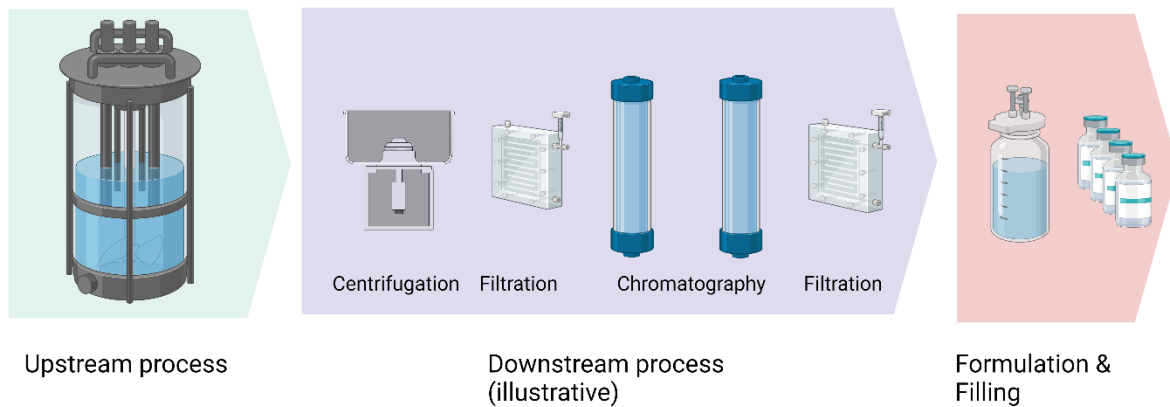 Centrifugation
Filtration
Chromatography
Filtration
Upstream process
Downstream process
(illustrative)
Formulation &
Filling